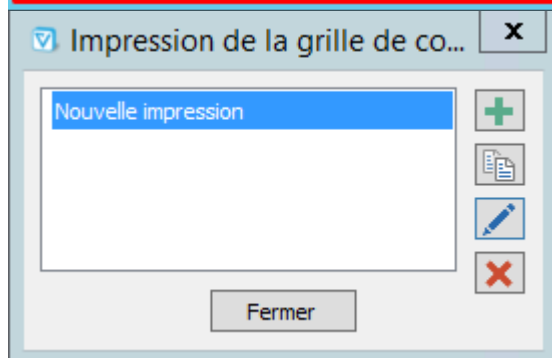 Impression de la grille de co...
x
Nouvelle impression
Fermer